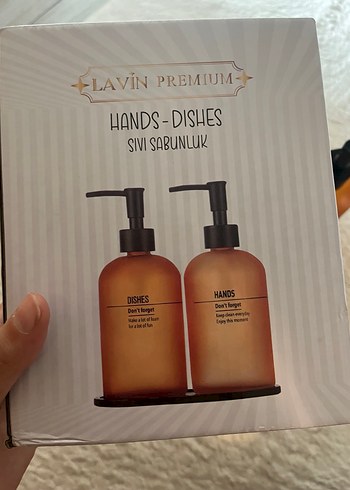 LAVİN PREMIUM
HANDS - DISHES
SIVI SABUNLUK
DISHES
Don't forget
Make a lot of foam
for a lot of fun.
HANDS
Don't forget
Keep clean everyday
Enjoy this moment.